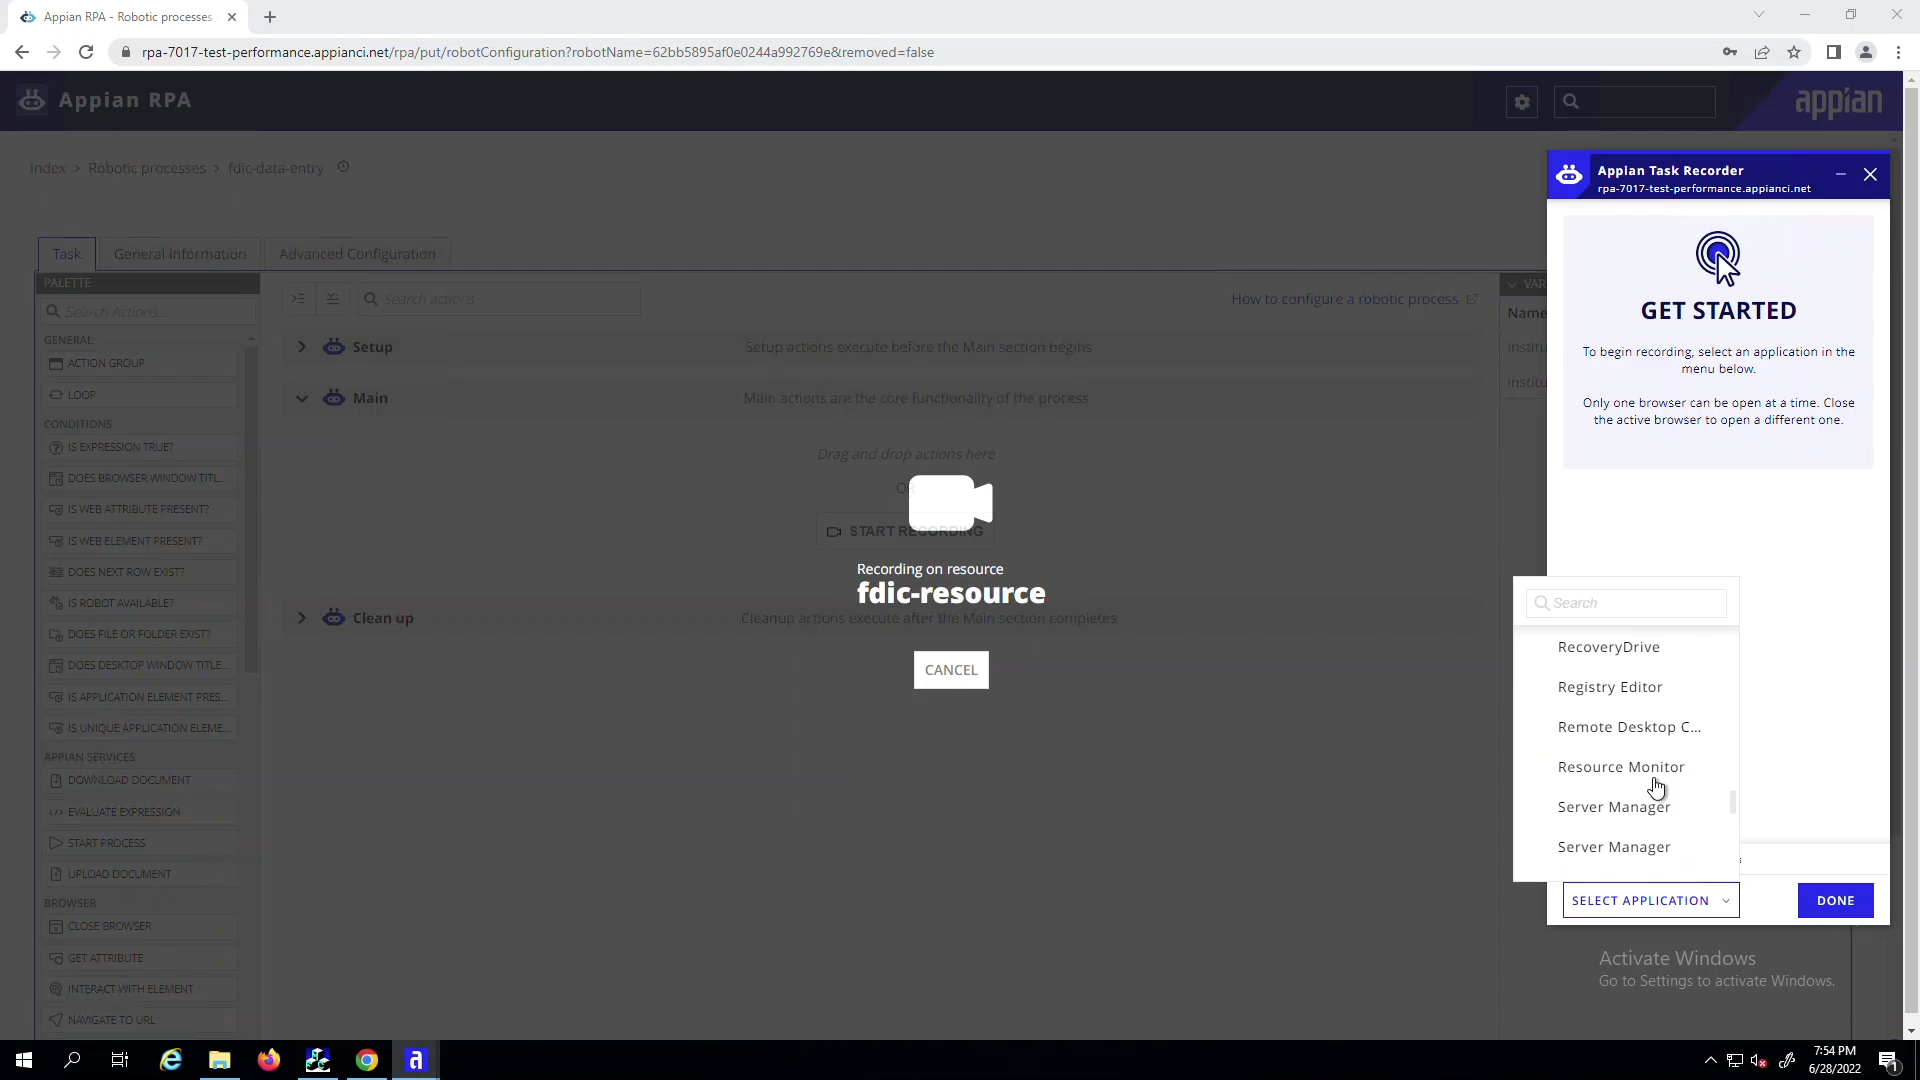 Appian RPA - Robotic processes
rpa-7017-test-performance.appianci.net/rpa/put/robotConfiguration?robotName=62bb5895af0e0244a992769e&removed=false
Appian RPA
appian
Index > Robotic processes > fdic-data-entry
Appian Task Recorder
rpa-7017-test-performance.appianci.net
GET STARTED
To begin recording, select an application in the
menu below.
Only one browser can be open at a time. Close
the active browser to open a different one.
Task
General Information
Advanced Configuration
PALETTE
Search Actions...
GENERAL
ACTION GROUP
LOOP
CONDITIONS
IS EXPRESSION TRUE?
DOES BROWSER WINDOW TITL...
IS WEB ATTRIBUTE PRESENT?
IS WEB ELEMENT PRESENT?
DOES NEXT ROW EXIST?
IS ROBOT AVAILABLE?
DOES FILE OR FOLDER EXIST?
DOES DESKTOP WINDOW TITLE...
IS APPLICATION ELEMENT PRES...
IS UNIQUE APPLICATION ELEME...
APPIAN SERVICES
DOWNLOAD DOCUMENT
EVALUATE EXPRESSION
START PROCESS
UPLOAD DOCUMENT
BROWSER
CLOSE BROWSER
GET ATTRIBUTE
INTERACT WITH ELEMENT
NAVIGATE TO URL
Search actions
How to configure a robotic process
Setup
Setup actions execute before the Main section begins
Main
Main actions are the core functionality of the process
Drag and drop actions here
OR
START RECORDING
Recording on resource
fdic-resource
Clean up
Cleanup actions execute after the Main section completes
CANCEL
VAR
Name
institu
institu
Search
RecoveryDrive
Registry Editor
Remote Desktop C...
Resource Monitor
Server Manager
Server Manager
SELECT APPLICATION
DONE
Activate Windows
Go to Settings to activate Windows.
7:54 PM
6/28/2022
1